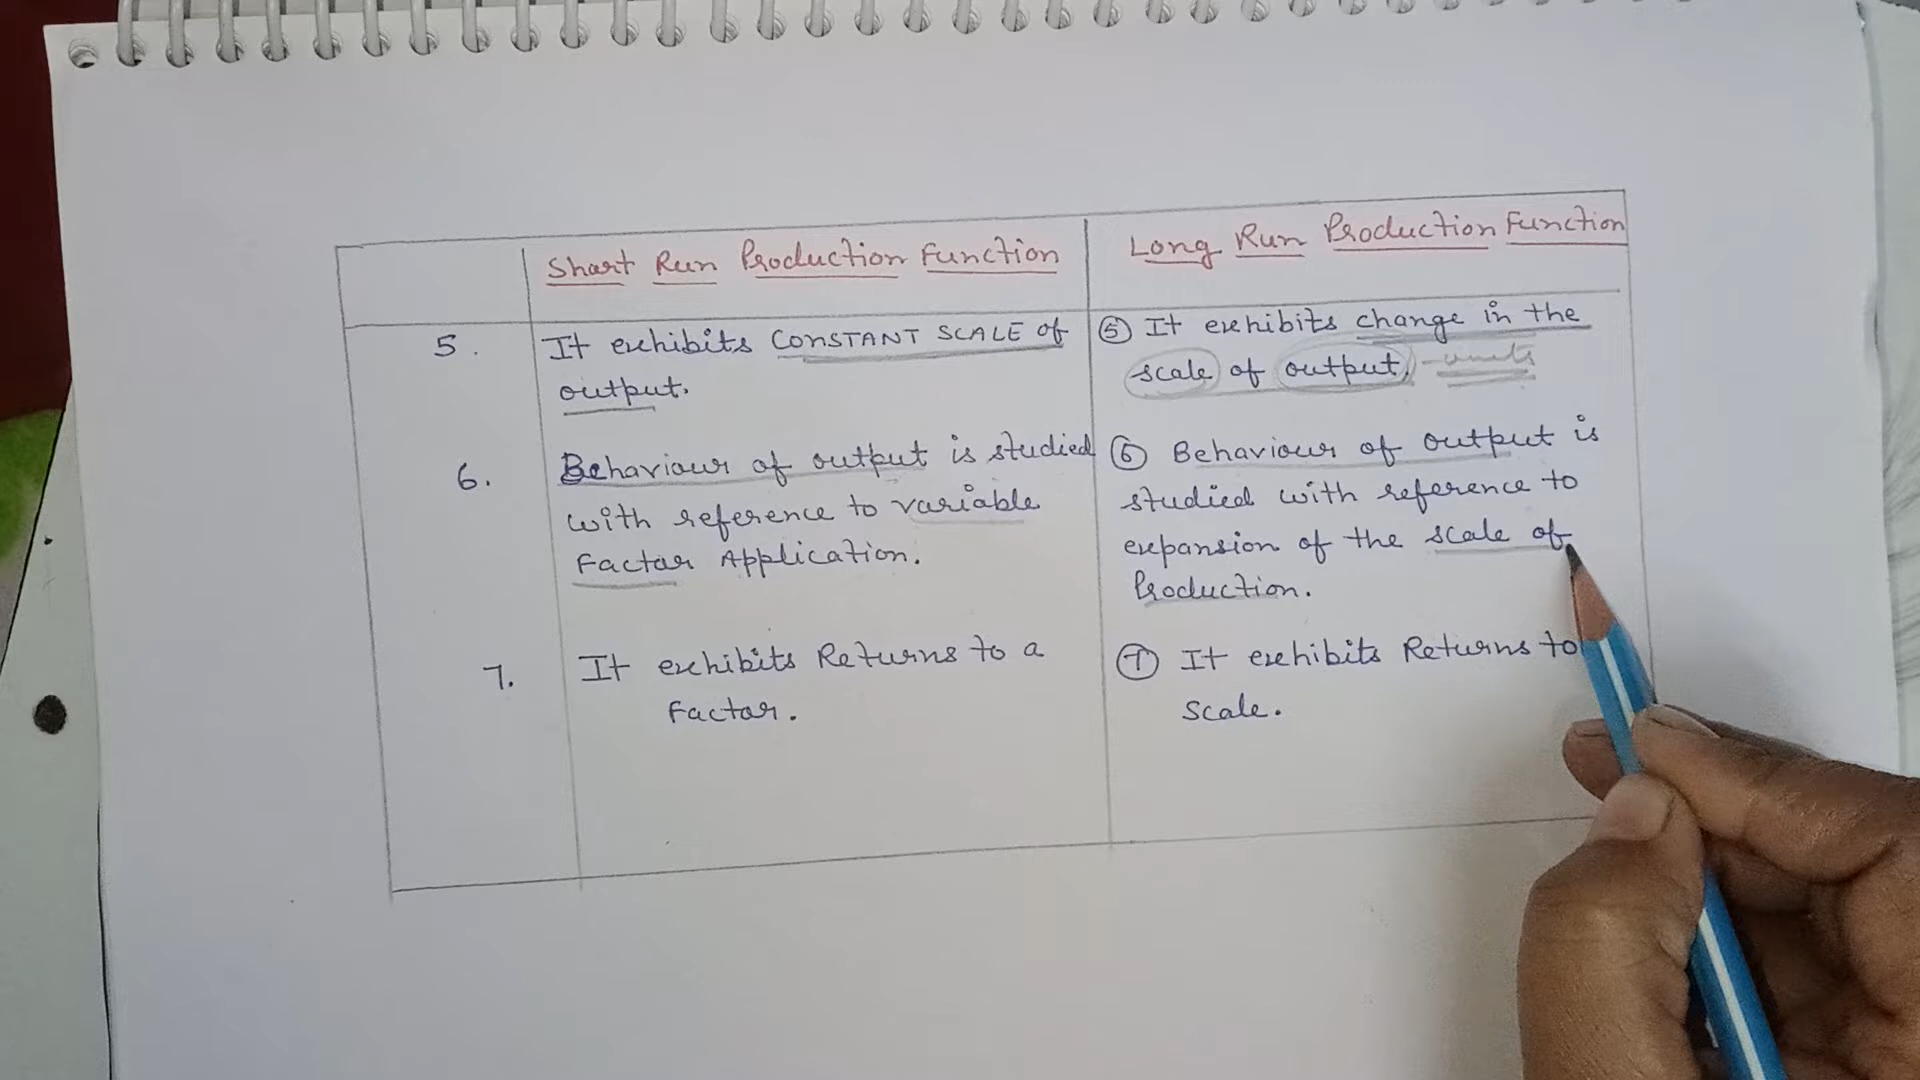 Short Run Production Function
Long Run Production Function
5.
It exhibits CONSTANT SCALE of
output.
⑤ It exhibits change in the
scale of output. - units
6.
Behaviour of output is studied
with reference to variable
Factor Application.
⑥ Behaviour of output is
studied with reference to
expansion of the scale of
Production.
7.
It exhibits Returns to a
Factor.
⑦ It exhibits Returns to
Scale.